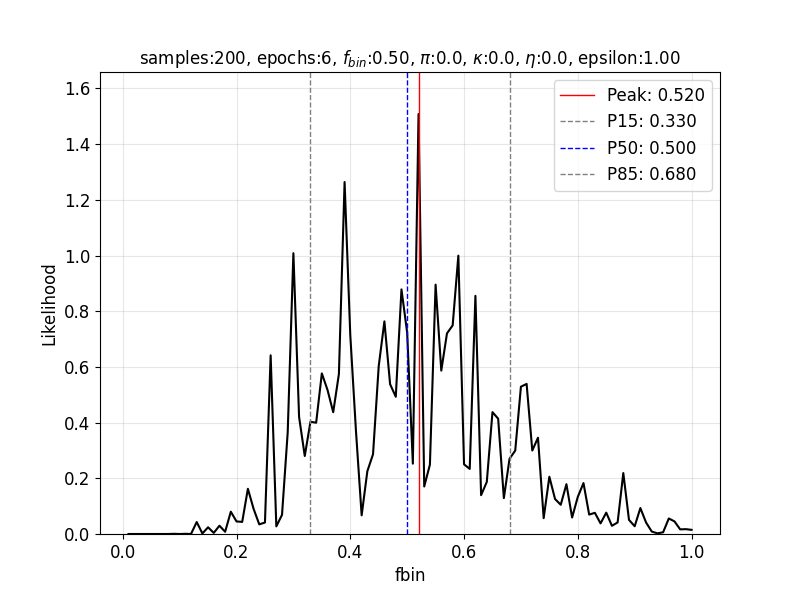 samples:200, epochs:6, f_bin:0.50, π:0.0, κ:0.0, η:0.0, epsilon:1.00
Peak: 0.520
P15: 0.330
P50: 0.500
P85: 0.680
Likelihood
1.6
1.4
1.2
1.0
0.8
0.6
0.4
0.2
0.0
0.0 0.2 0.4 0.6 0.8 1.0
fbin